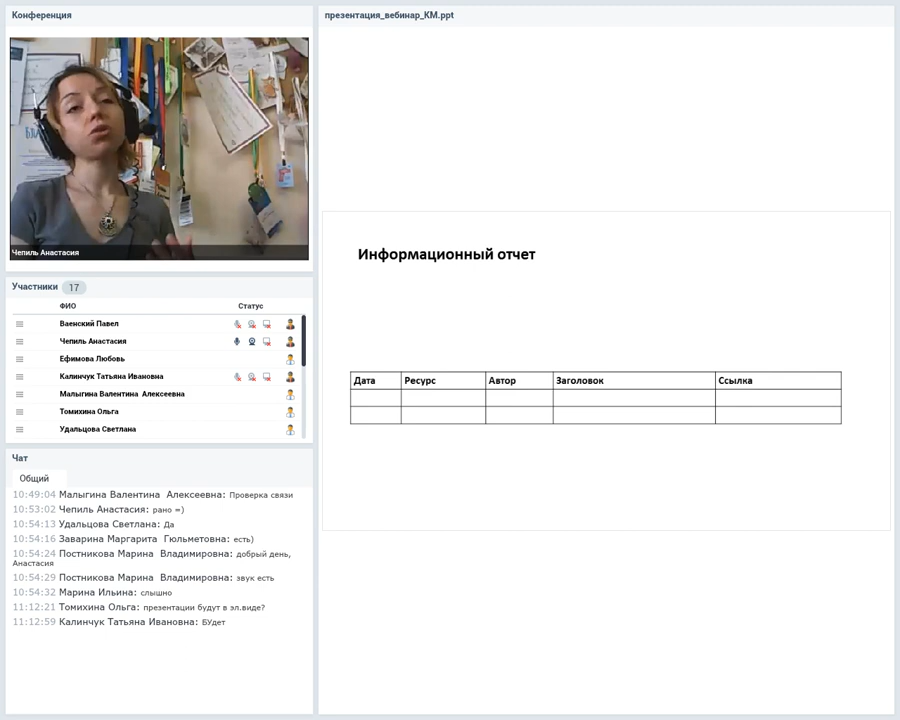 Конференция
Чепиль Анастасия
Участники 17
ФИО Статус
Ваенский Павел
Чепиль Анастасия
Ефимова Любовь
Калинчук Татьяна Ивановна
Малыгина Валентина Алексеевна
Томихина Ольга
Удальцова Светлана
Чат
Общий
10:49:04 Малыгина Валентина Алексеевна: Проверка связи
10:53:02 Чепиль Анастасия: рано =)
10:54:13 Удальцова Светлана: Да
10:54:16 Заварина Маргарита Гюльметовна: есть)
10:54:24 Постникова Марина Владимировна: добрый день,
Анастасия
10:54:29 Постникова Марина Владимировна: звук есть
10:54:32 Марина Ильина: слышно
11:12:21 Томихина Ольга: презентации будут в эл.виде?
11:12:59 Калинчук Татьяна Ивановна: БУдет
презентация_вебинар_КМ.ppt
Информационный отчет
Дата Ресурс Автор Заголовок Ссылка